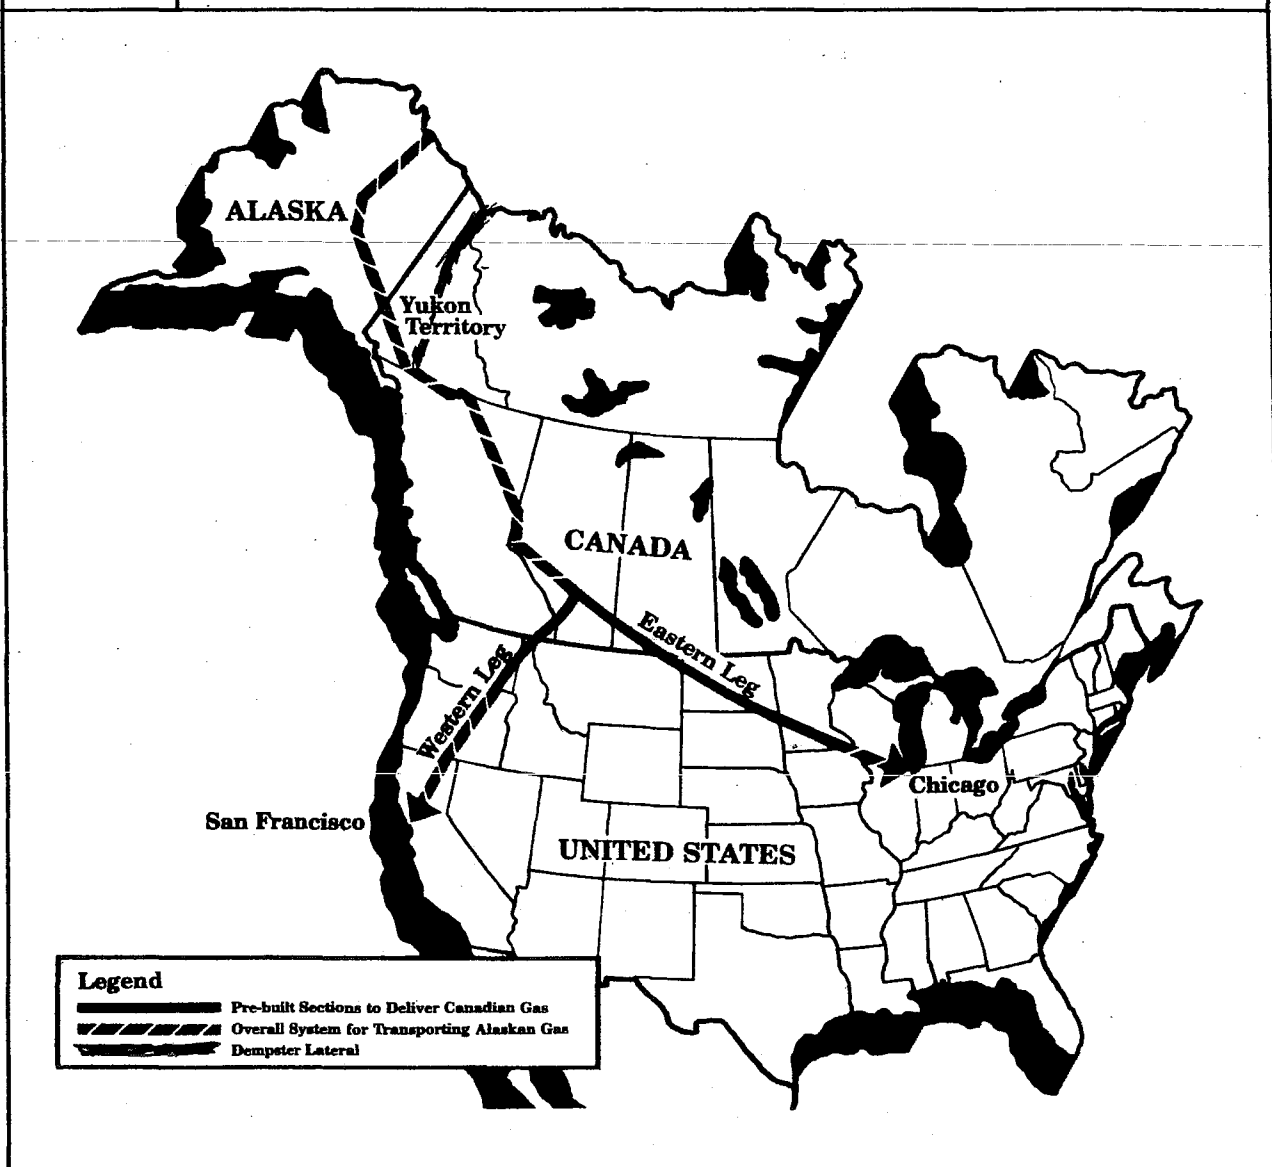 ALASKA
Yukon
Territory
CANADA
Eastern Leg
Western Leg
Chicago
San Francisco
UNITED STATES
Legend
Pre-built Sections to Deliver Canadian Gas
Overall System for Transporting Alaskan Gas
Dempster Lateral